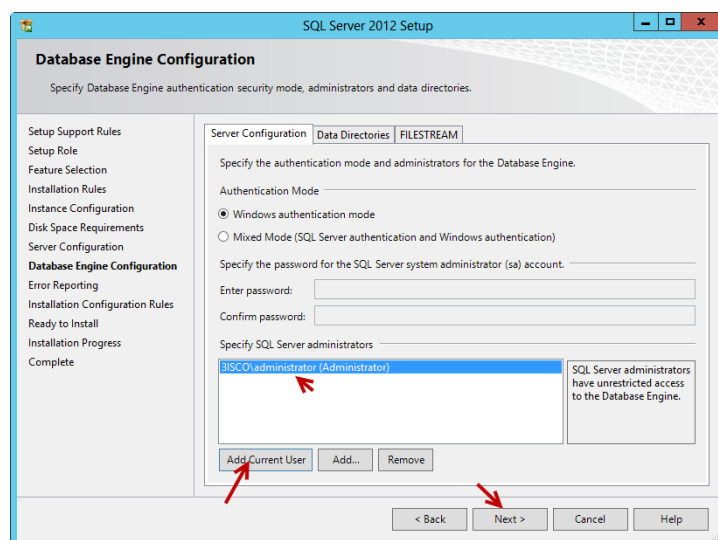 SQL Server 2012 Setup
Database Engine Configuration
Specify Database Engine authentication security mode, administrators and data directories.
Setup Support Rules
Setup Role
Feature Selection
Installation Rules
Instance Configuration
Disk Space Requirements
Server Configuration
Database Engine Configuration
Error Reporting
Installation Configuration Rules
Ready to Install
Installation Progress
Complete
Server Configuration Data Directories FILESTREAM
Specify the authentication mode and administrators for the Database Engine.
Authentication Mode
Windows authentication mode
Mixed Mode (SQL Server authentication and Windows authentication)
Specify the password for the SQL Server system administrator (sa) account.
Enter password:
Confirm password:
Specify SQL Server administrators
3ISCO\administrator (Administrator)
SQL Server administrators
have unrestricted access
to the Database Engine.
Add Current User Add... Remove
< Back Next > Cancel Help